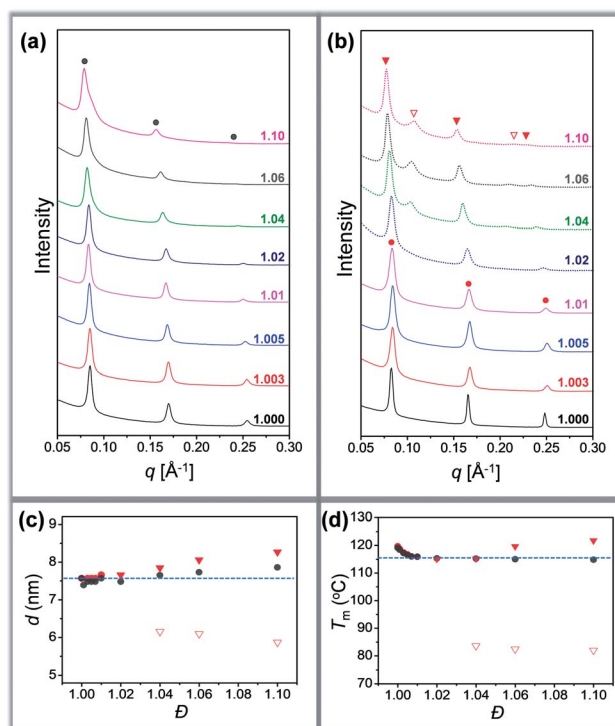 (a)
Intensity
1.10
1.06
1.04
1.02
1.01
1.005
1.003
1.000
0.05 0.10 0.15 0.20 0.25 0.30
q [Å-1]
(b)
Intensity
1.10
1.06
1.04
1.02
1.01
1.005
1.003
1.000
0.05 0.10 0.15 0.20 0.25 0.30
q [Å-1]
(c)
d (nm)
9
8
7
6
5
1.00 1.02 1.04 1.06 1.08 1.10
Đ
(d)
Tm (oC)
130
120
110
100
90
80
70
1.00 1.02 1.04 1.06 1.08 1.10
Đ